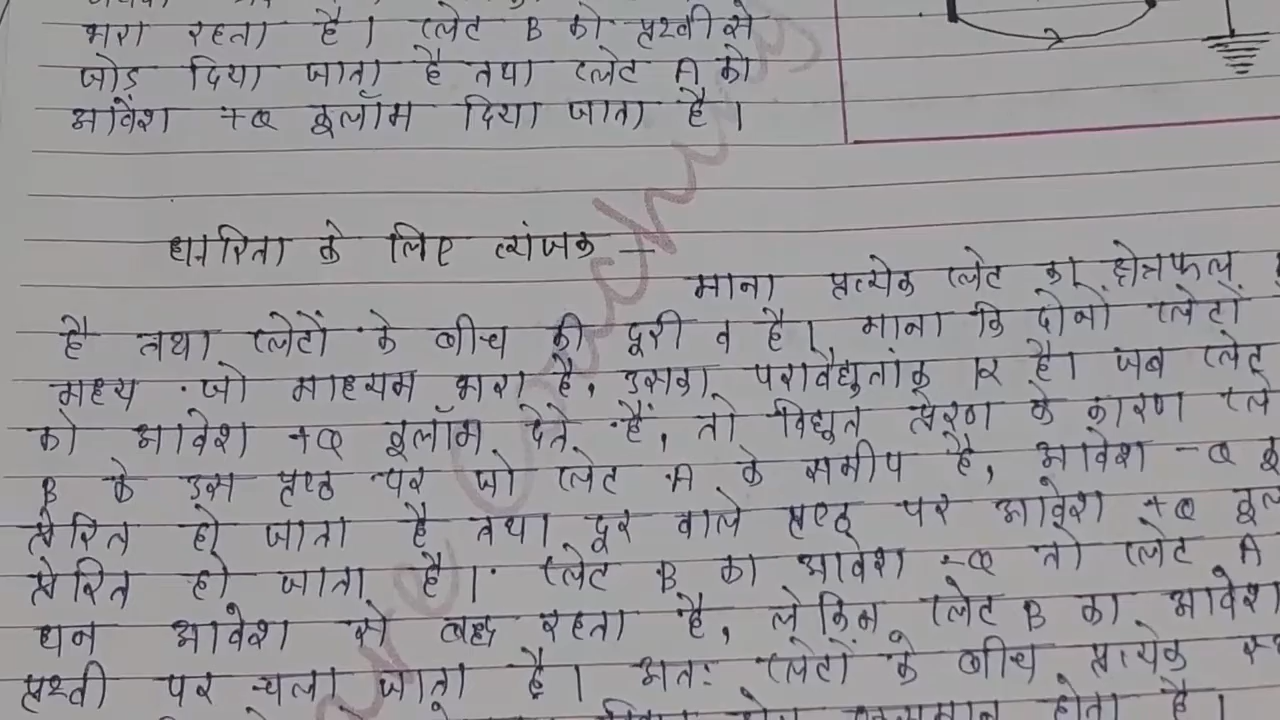 भरा रहता है। प्लेट B को पृथ्वी से
जोड़ दिया जाता है तथा प्लेट A को
आवेश +Q कूलॉम दिया जाता है।
धारिता के लिए व्यंजक –
माना प्रत्येक प्लेट का क्षेत्रफल
है तथा प्लेटों के बीच की दूरी d है। माना कि दोनों प्लेटों
मध्य जो माध्यम भरा है, उसका परावैद्युतांक K है। जब प्लेट
को आवेश +Q कूलॉम देते हैं, तो विद्युत प्रेरण के कारण प्ले
B के उस पृष्ठ पर जो प्लेट A के समीप है, आवेश -Q कू
प्रेरित हो जाता है तथा दूर वाले पृष्ठ पर आवेश +Q कूल
प्रेरित हो जाता है। प्लेट B का आवेश -Q तो प्लेट A
धन आवेश से बद्ध रहता है, लेकिन प्लेट B का आवेश
पृथ्वी पर चला जाता है। अतः प्लेटों के बीच प्रत्येक
होता है।